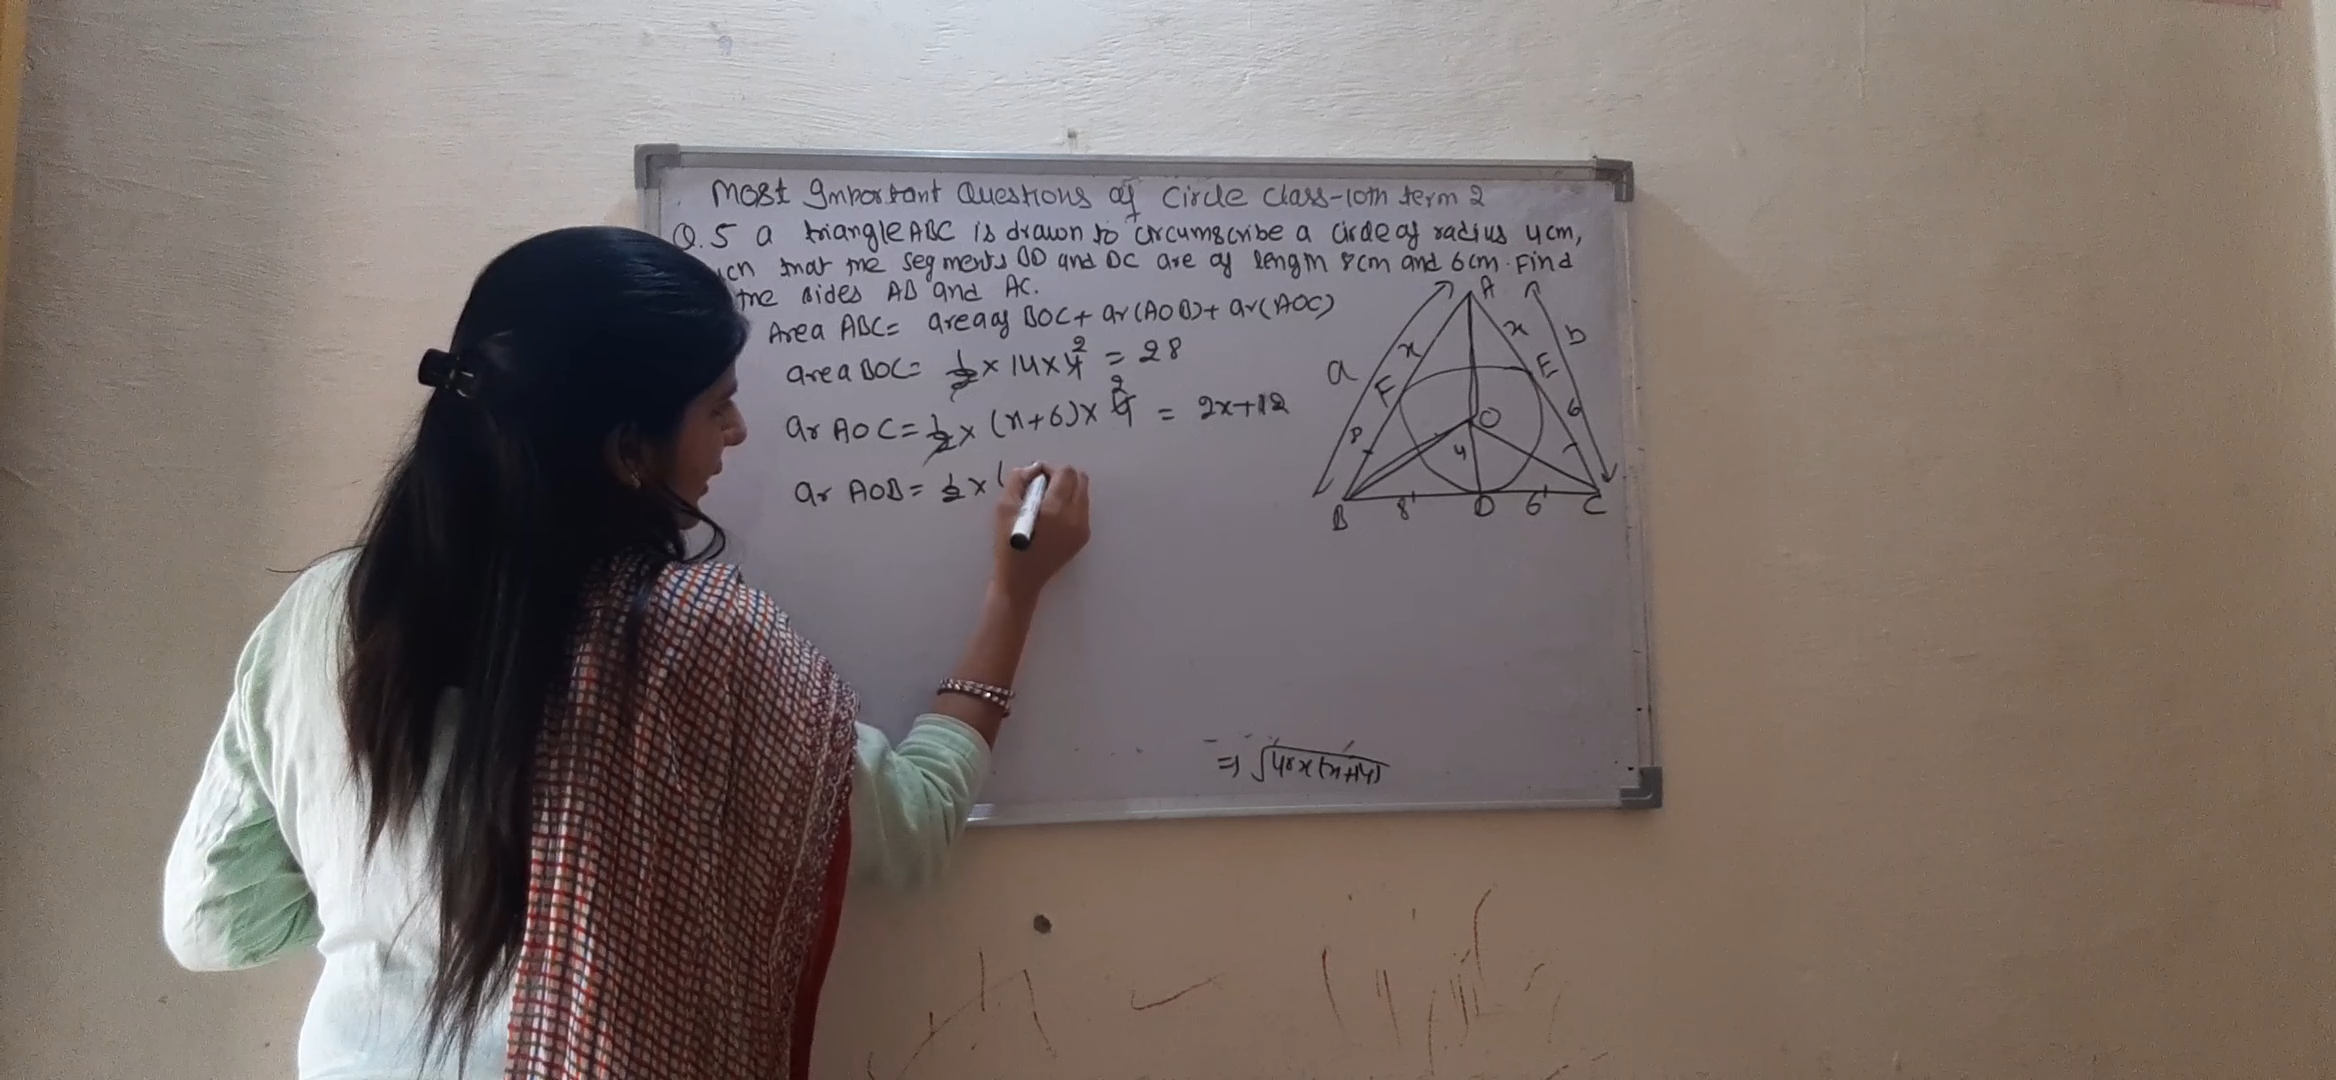 Most Important Questions of Circle Class-10th term 2
Q.5 a triangle ABC is drawn to circumscribe a circle of radius 4cm,
that the segments BD and DC are of length 8cm and 6cm. Find
the sides AB and AC.
Area ABC = area of BOC + ar (AOB) + ar (AOC)
area BOC = 1/2 × 14 × 4 2 = 28
ar AOC = 1/2 × (x+6) × 4 2 = 2x+12
ar AOB = 1/2 × (
⇒ √48x(x+14)
A
x
x
a
b
F
E
O
8
6
4
B
8
D
6
C